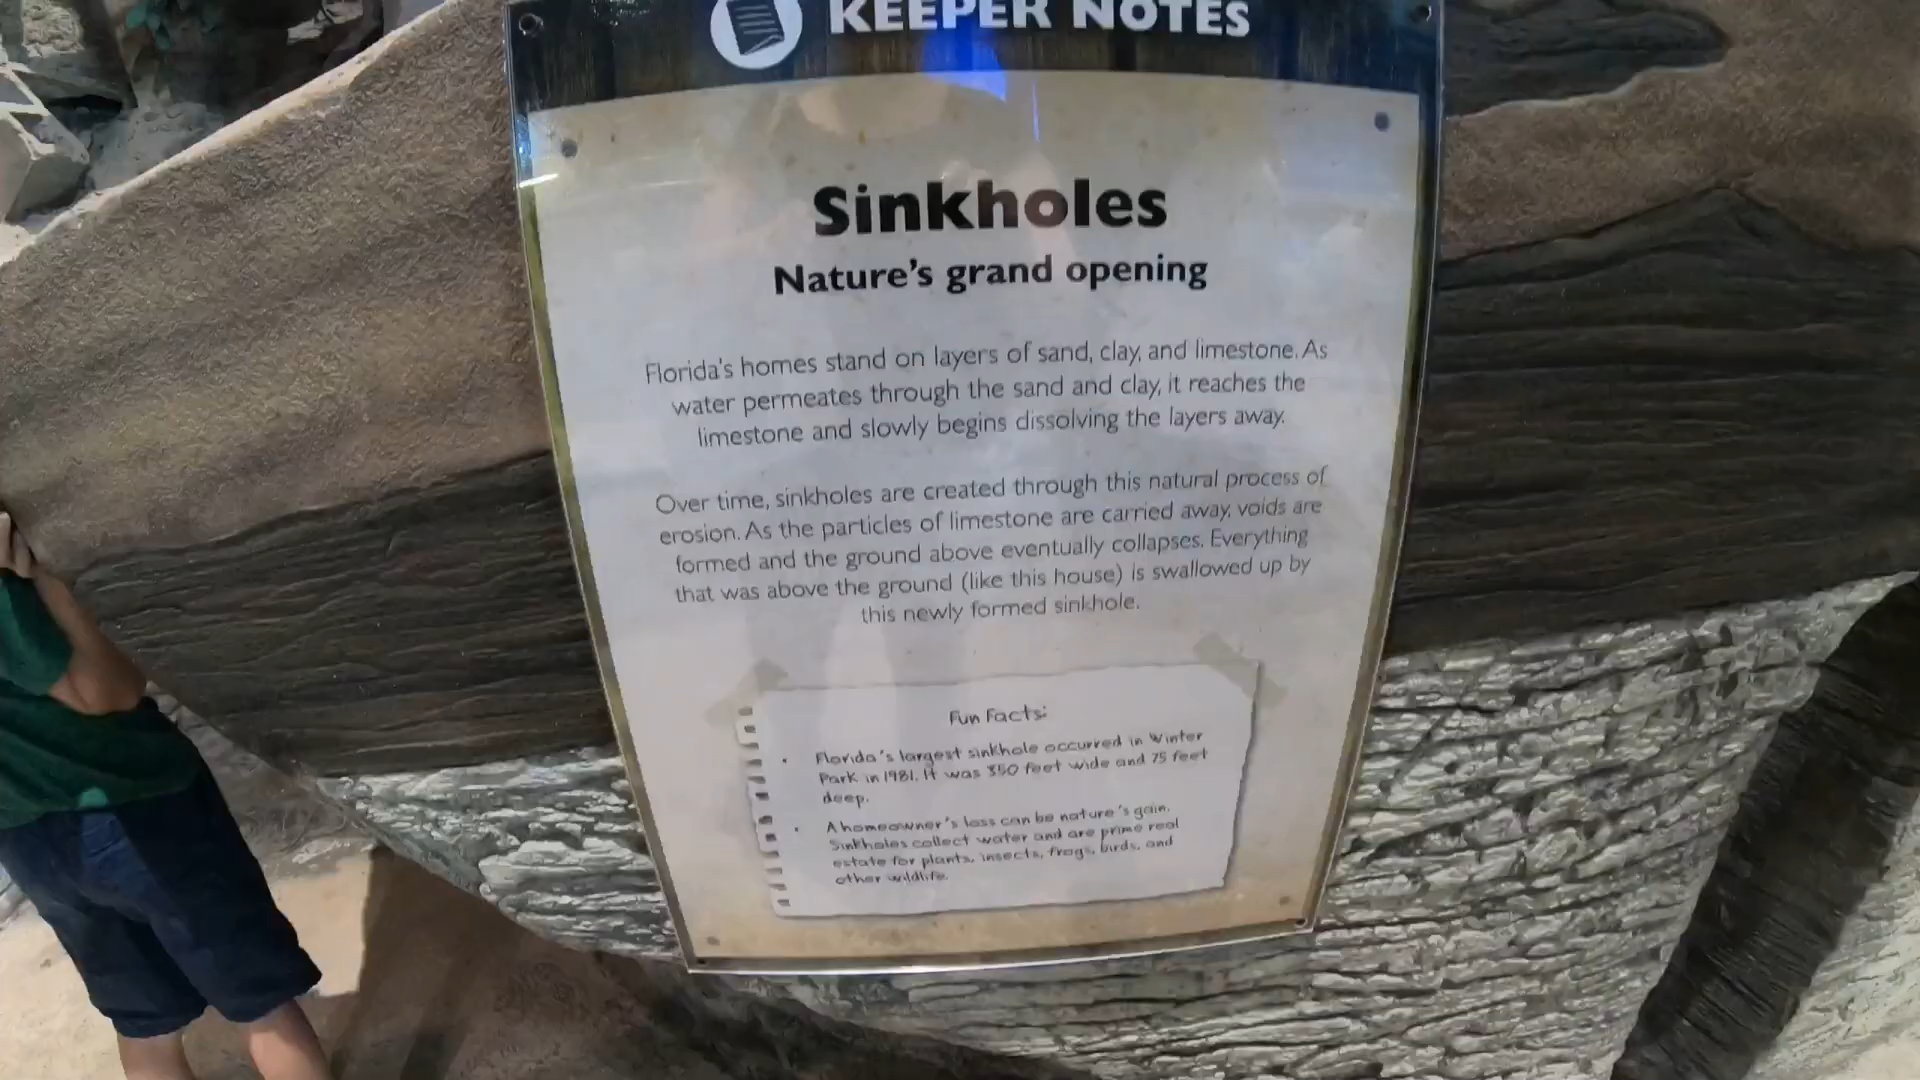 KEEPER NOTES
Sinkholes
Nature's grand opening
Florida's homes stand on layers of sand, clay, and limestone. As
water permeates through the sand and clay, it reaches the
limestone and slowly begins dissolving the layers away.
Over time, sinkholes are created through this natural process of
erosion. As the particles of limestone are carried away, voids are
formed and the ground above eventually collapses. Everything
that was above the ground (like this house) is swallowed up by
this newly formed sinkhole.
Fun Facts:
• Florida's largest sinkhole occurred in Winter
Park in 1981. It was 350 feet wide and 75 feet
deep.
• A homeowner's loss can be nature's gain.
Sinkholes collect water and are prime real
estate for plants, insects, frogs, birds, and
other wildlife.